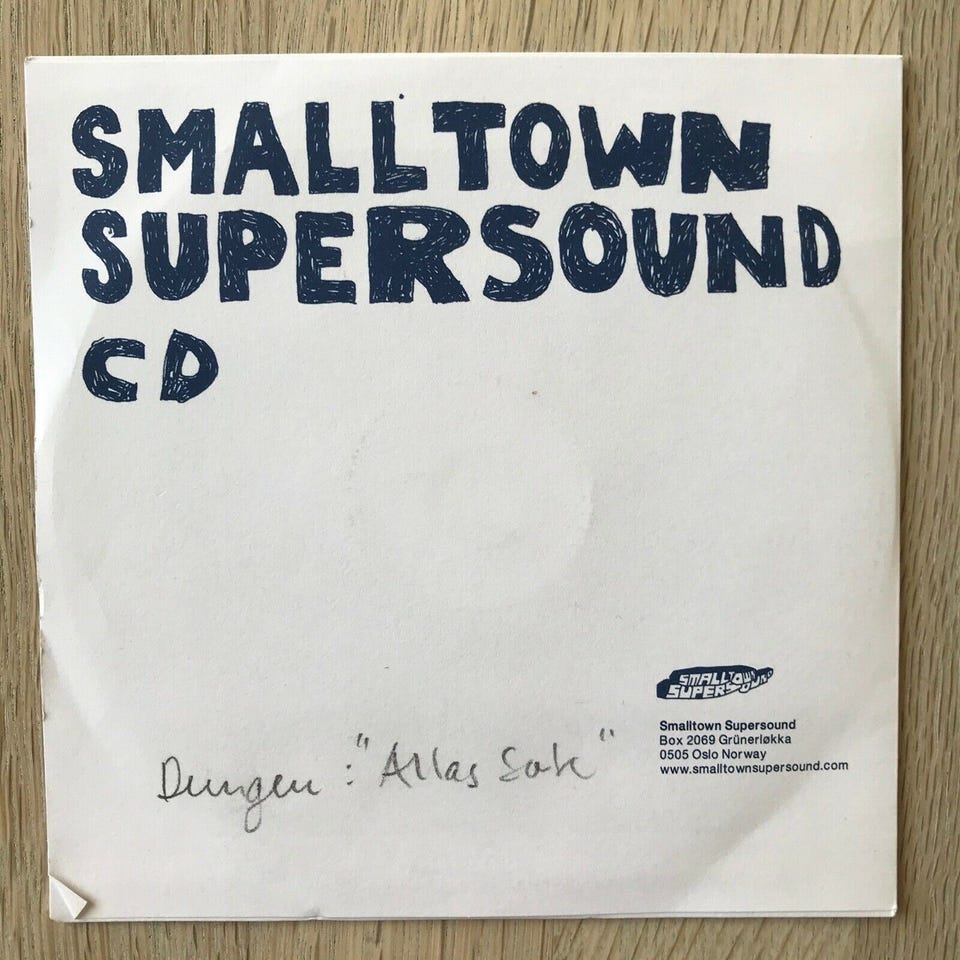 SMALLTOWN
SUPERSOUND
CD
SMALLTOWN
SUPERSOUND
Smalltown Supersound
Box 2069 Grünerløkka
0505 Oslo Norway
www.smalltownsupersound.com
Dungen : "Allas Sak"